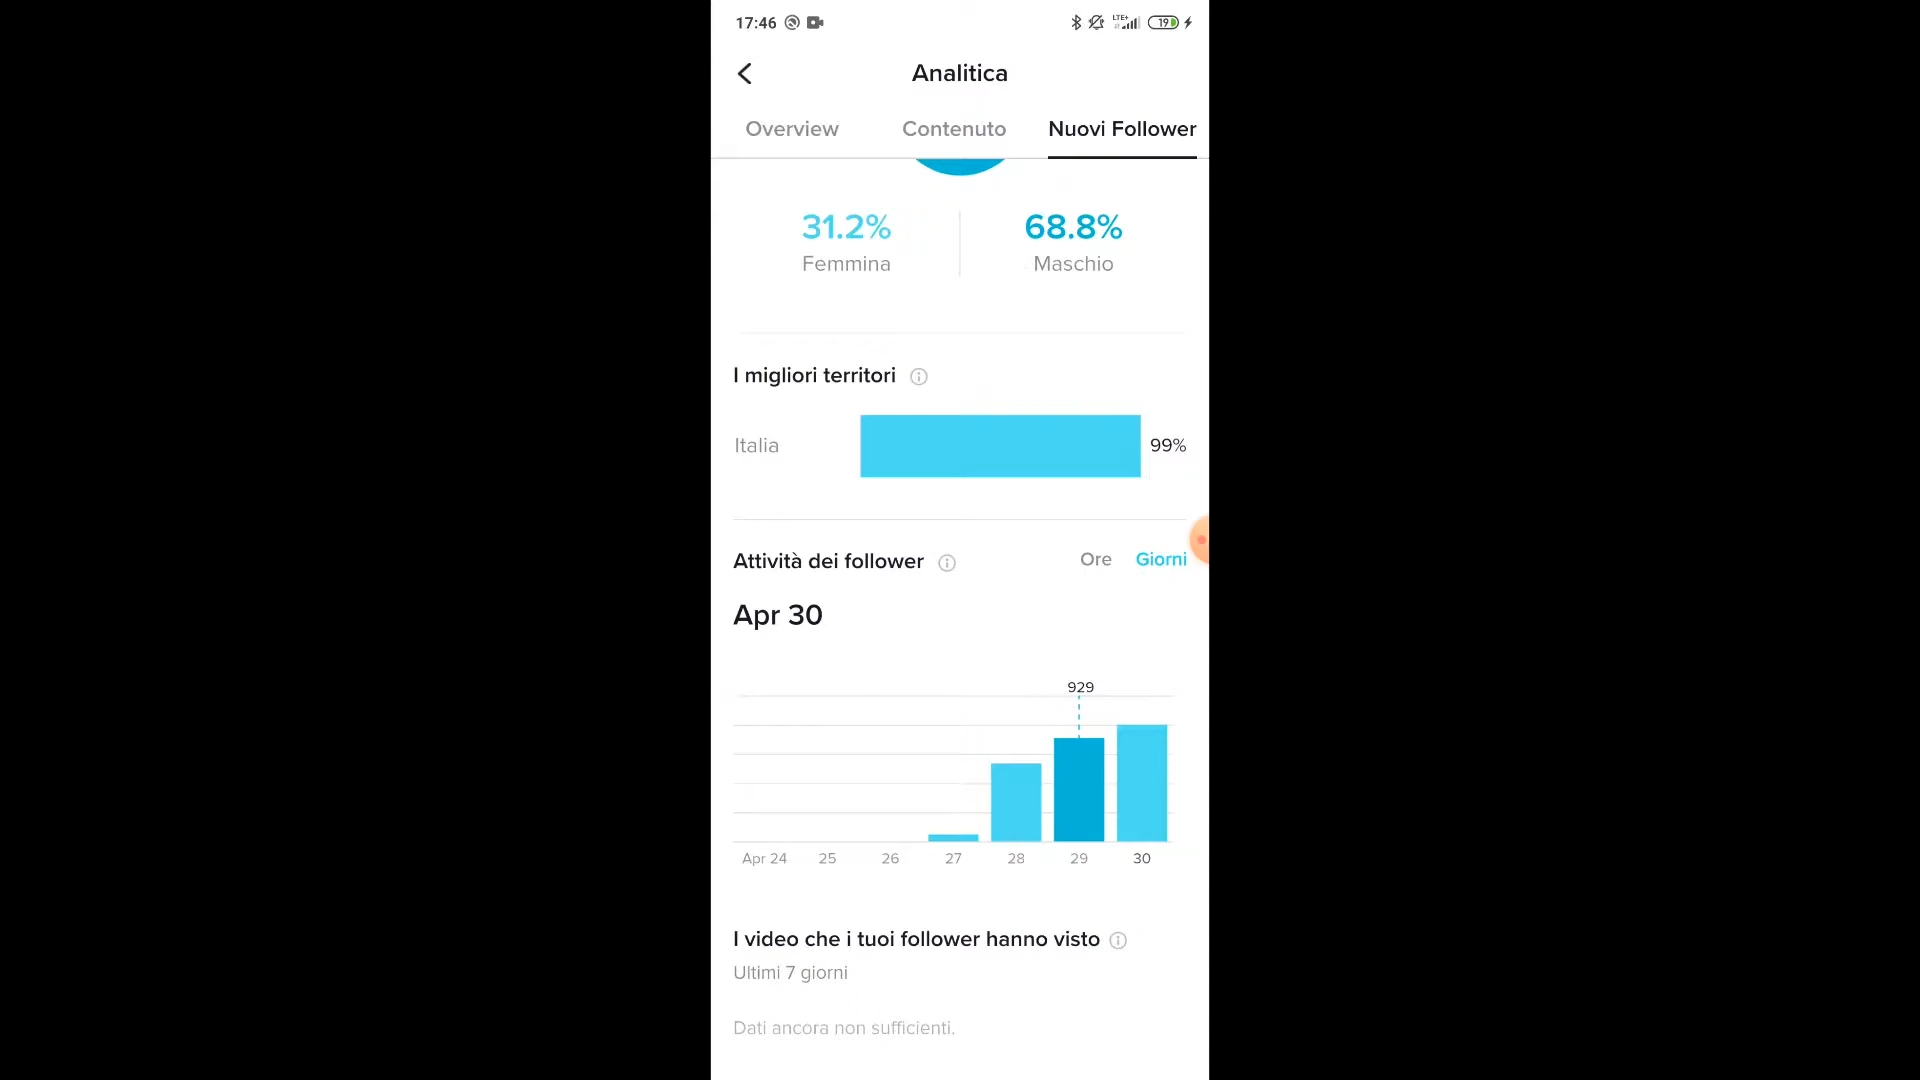 17:46 LTE+ 19
Analitica
Overview Contenuto Nuovi Follower
31.2% 68.8%
Femmina Maschio
I migliori territori
Italia 99%
Attività dei follower Ore Giorni
Apr 30
929
Apr 24 25 26 27 28 29 30
I video che i tuoi follower hanno visto
Ultimi 7 giorni
Dati ancora non sufficienti.